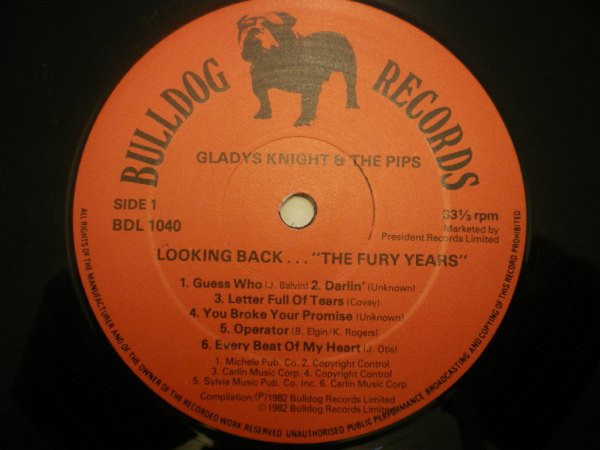 BULLDOG RECORDS
GLADYS KNIGHT & THE PIPS
SIDE 1
BDL 1040
33⅓ rpm
Marketed by
President Records Limited
LOOKING BACK... "THE FURY YEARS"
1. Guess Who (J. Belvin) 2. Darlin' (Unknown)
3. Letter Full Of Tears (Covay)
4. You Broke Your Promise (Unknown)
5. Operator (B. Elgin/K. Rogers)
6. Every Beat Of My Heart (J. Otis)
1. Michele Pub. Co. 2. Copyright Control
3. Carlin Music Corp. 4. Copyright Control
5. Sylvia Music Pub. Co. Inc. 6. Carlin Music Corp.
Compilation (P) 1982 Bulldog Records Limited
© 1982 Bulldog Records Limited
ALL RIGHTS OF THE MANUFACTURER AND OF THE OWNER OF THE RECORDED WORK RESERVED UNAUTHORISED PUBLIC PERFORMANCE BROADCASTING AND COPYING OF THIS RECORD PROHIBITED